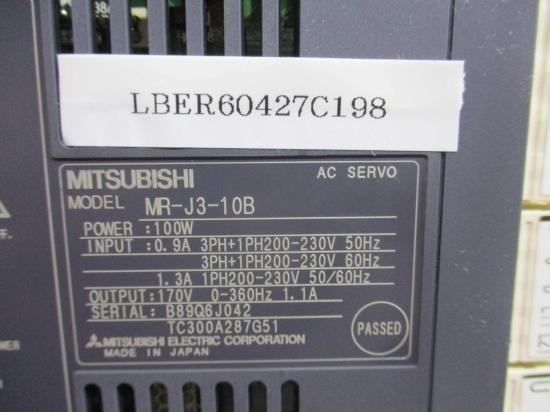 LBER60427C198
MITSUBISHI AC SERVO
MODEL MR-J3-10B
POWER :100W
INPUT :0.9A 3PH+1PH200-230V 50Hz
3PH+1PH200-230V 60Hz
1.3A 1PH200-230V 50/60Hz
OUTPUT:170V 0-360Hz 1.1A
SERIAL: B89Q6J042
TC300A287G51
PASSED
MITSUBISHI ELECTRIC CORPORATION
MADE IN JAPAN